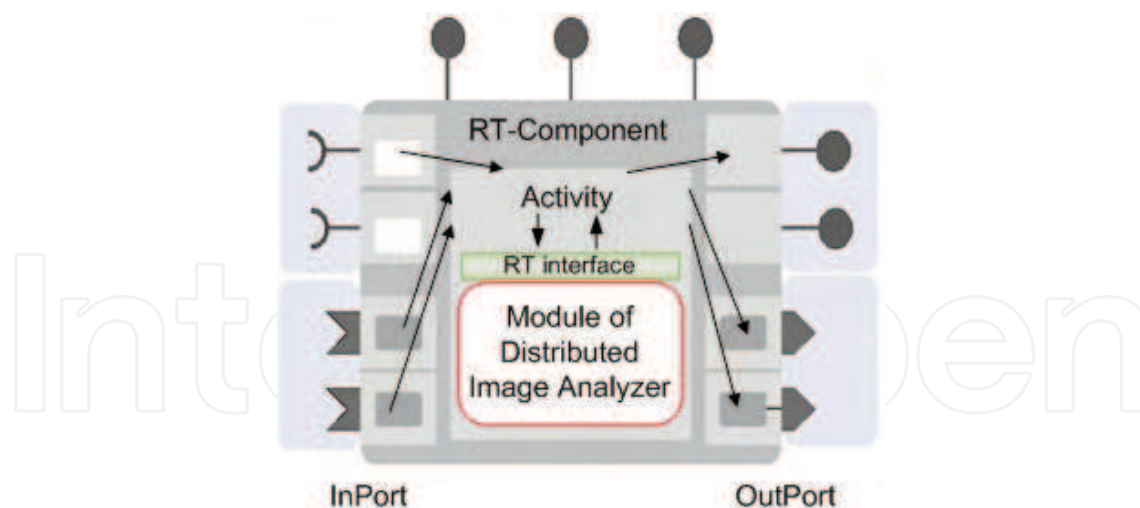 RT-Component
Activity
RT interface
Module of
Distributed
Image Analyzer
InPort
OutPort